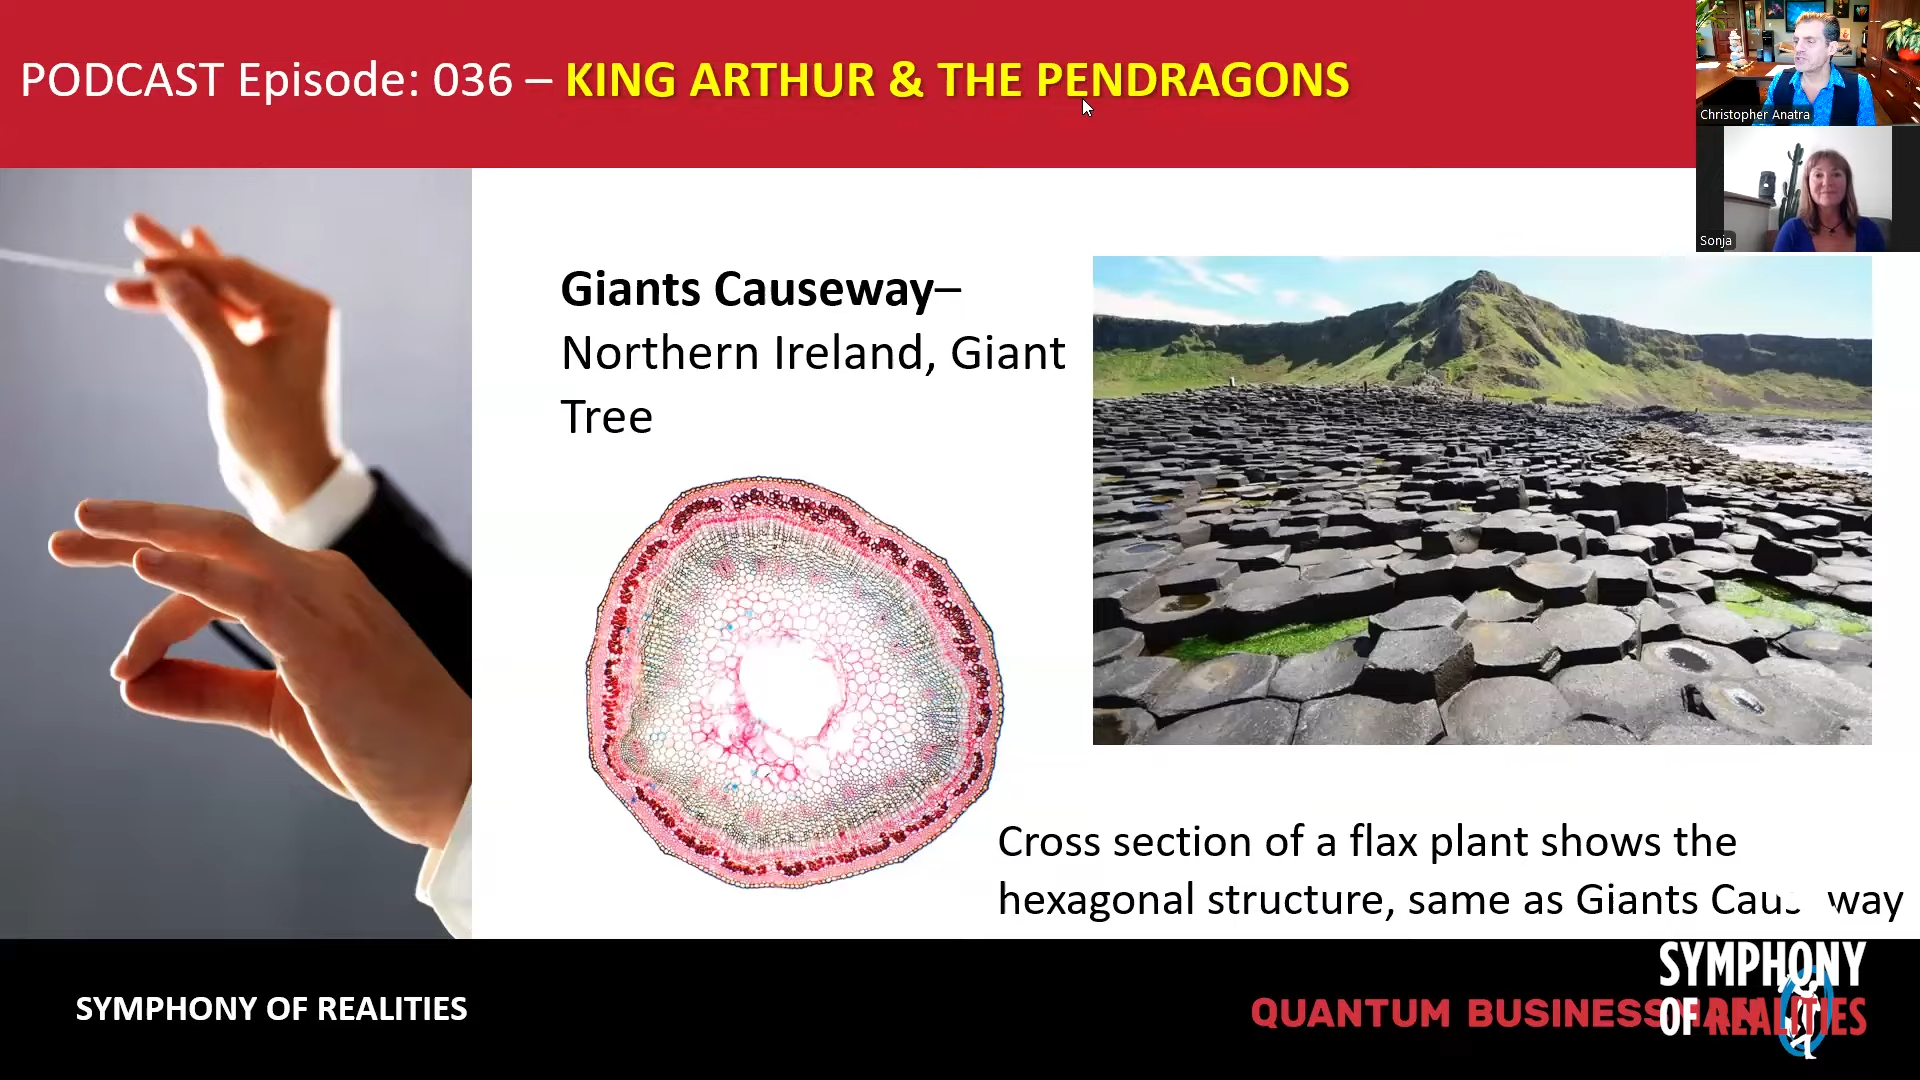 PODCAST Episode: 036 – KING ARTHUR & THE PENDRAGONS
Christopher Anatra
Sonja
Giants Causeway–
Northern Ireland, Giant
Tree
Cross section of a flax plant shows the
hexagonal structure, same as Giants Cau way
SYMPHONY OF REALITIES
QUANTUM BUSINESS
SYMPHONY
OF REALITIES